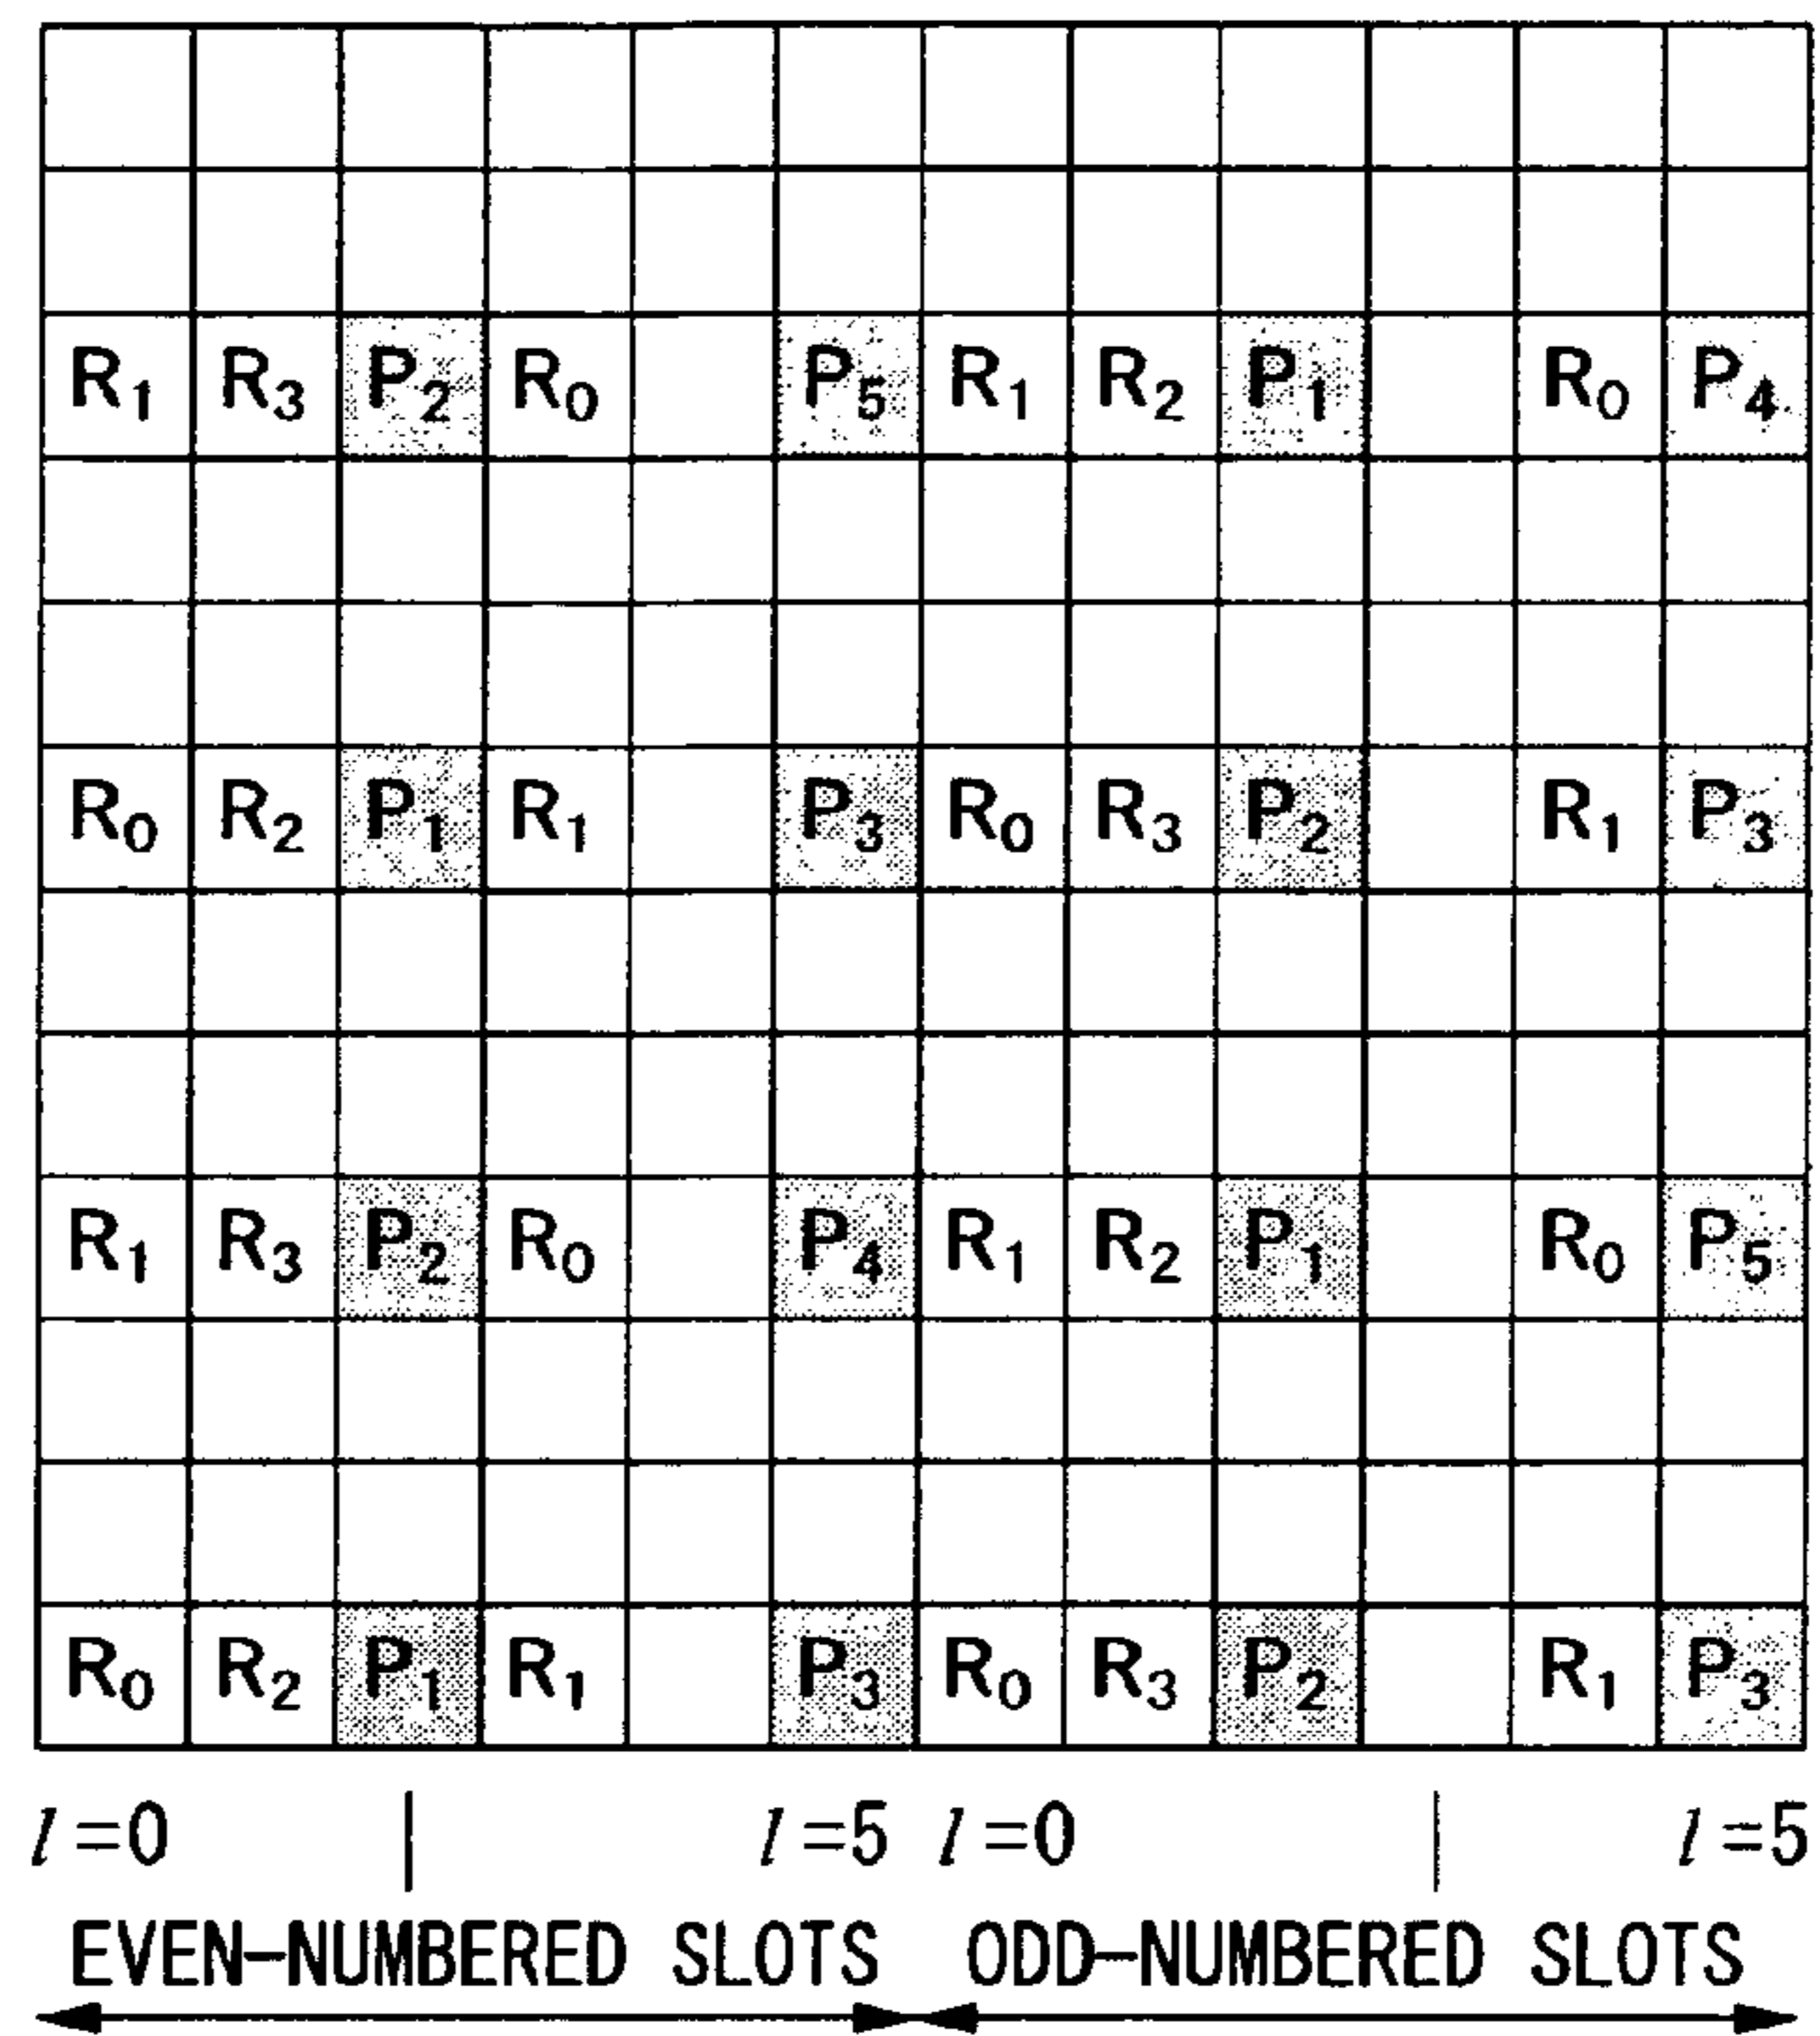 R₁ R₃ P₂ R₀ P₅ R₁ R₂ P₁ R₀ P₄
R₀ R₂ P₁ R₁ P₃ R₀ R₃ P₂ R₁ P₃
R₁ R₃ P₂ R₀ P₄ R₁ R₂ P₁ R₀ P₅
R₀ R₂ P₁ R₁ P₃ R₀ R₃ P₂ R₁ P₃
l=0 | l=5 l=0 | l=5
EVEN-NUMBERED SLOTS ODD-NUMBERED SLOTS